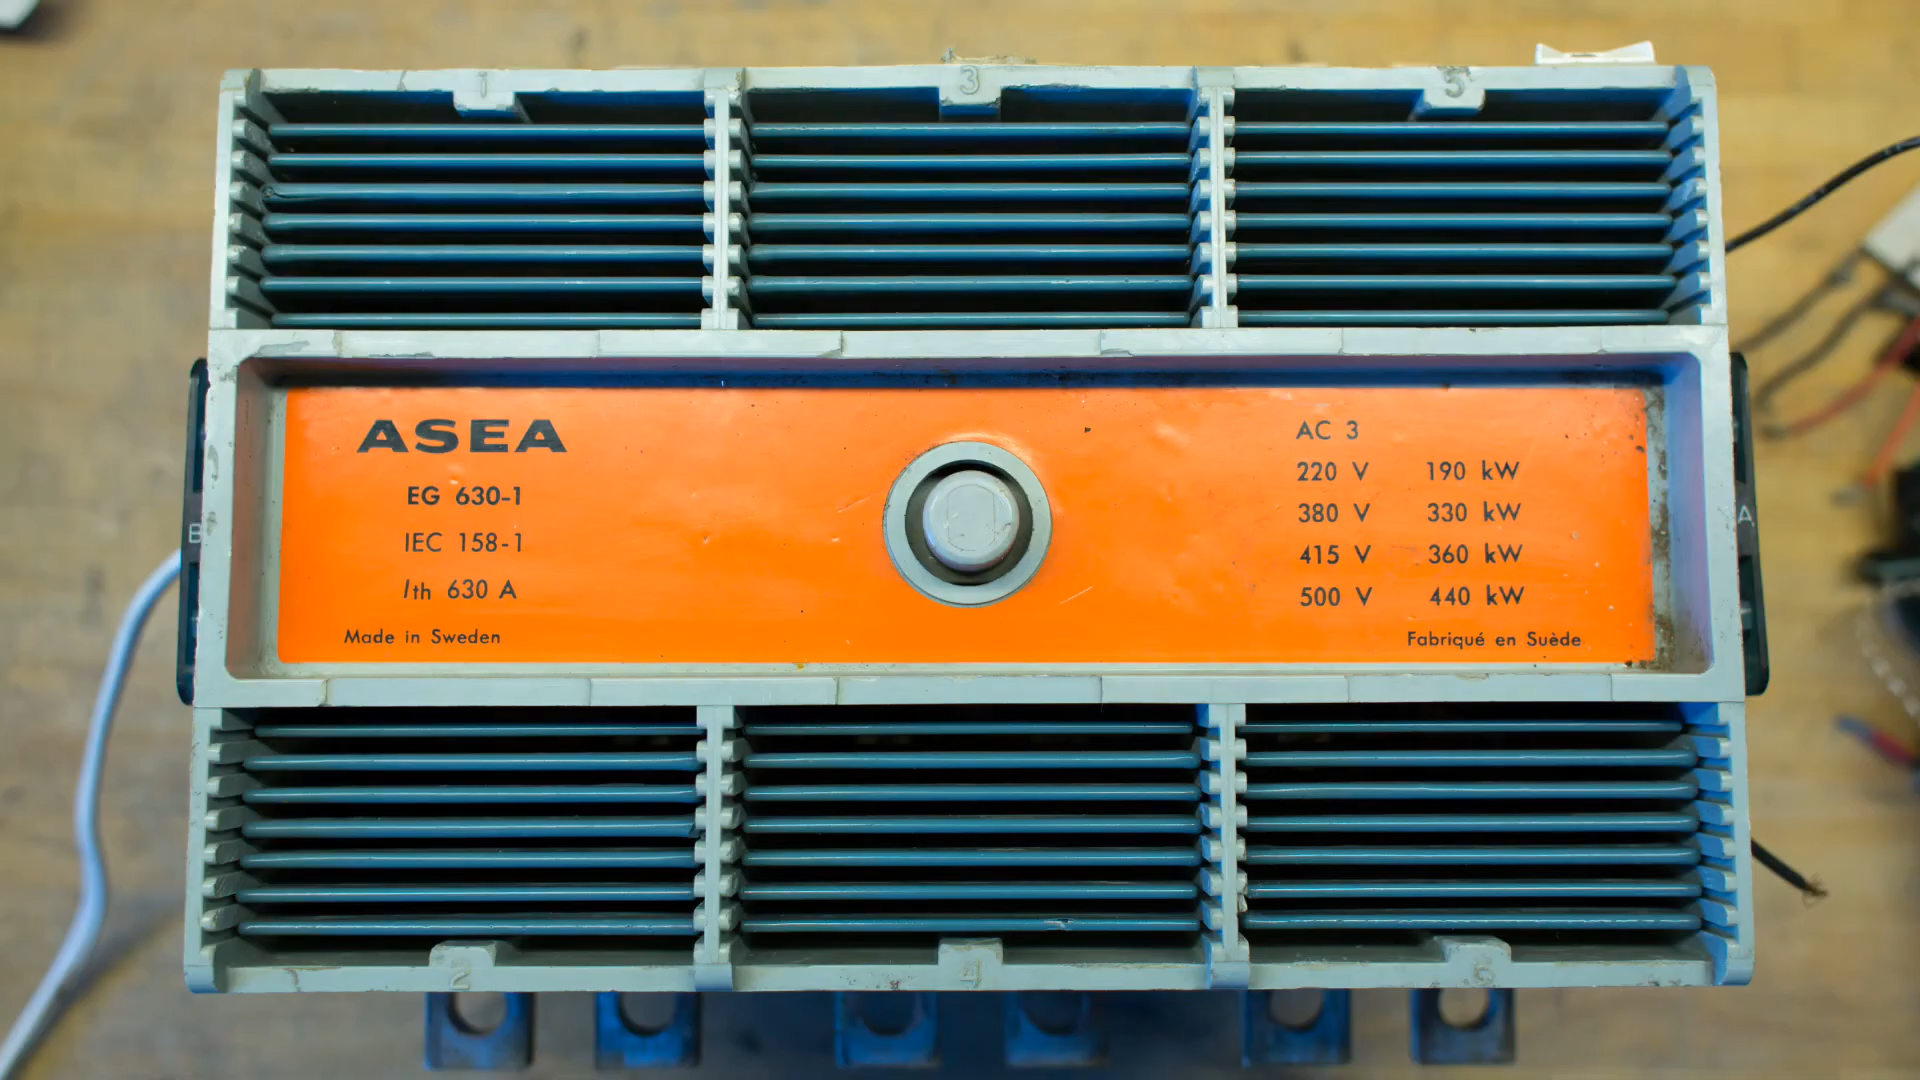 1 3 5
ASEA
EG 630-1
IEC 158-1
Ith 630 A
Made in Sweden
AC 3
220 V 190 kW
380 V 330 kW
415 V 360 kW
500 V 440 kW
Fabriqué en Suède
B
A
2 4 6